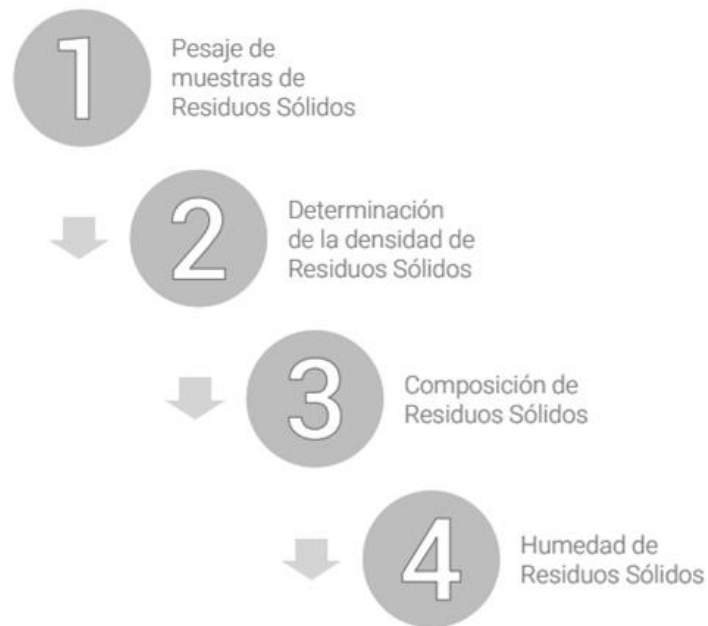 1
Pesaje de
muestras de
Residuos Sólidos
2
Determinación
de la densidad de
Residuos Sólidos
3
Composición de
Residuos Sólidos
4
Humedad de
Residuos Sólidos